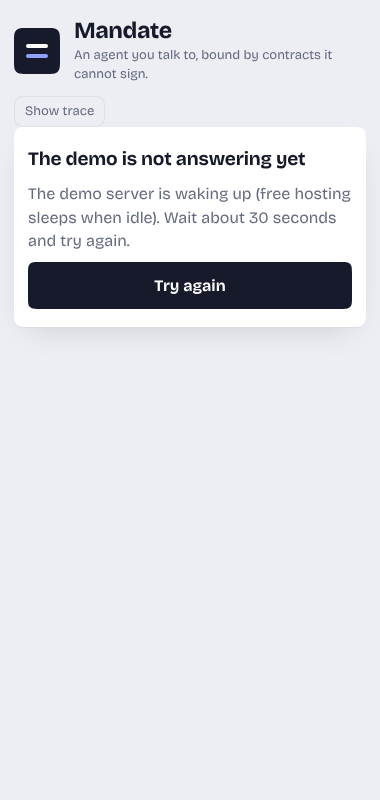 Mandate
An agent you talk to, bound by contracts it
cannot sign.
Show trace
The demo is not answering yet
The demo server is waking up (free hosting
sleeps when idle). Wait about 30 seconds
and try again.
Try again